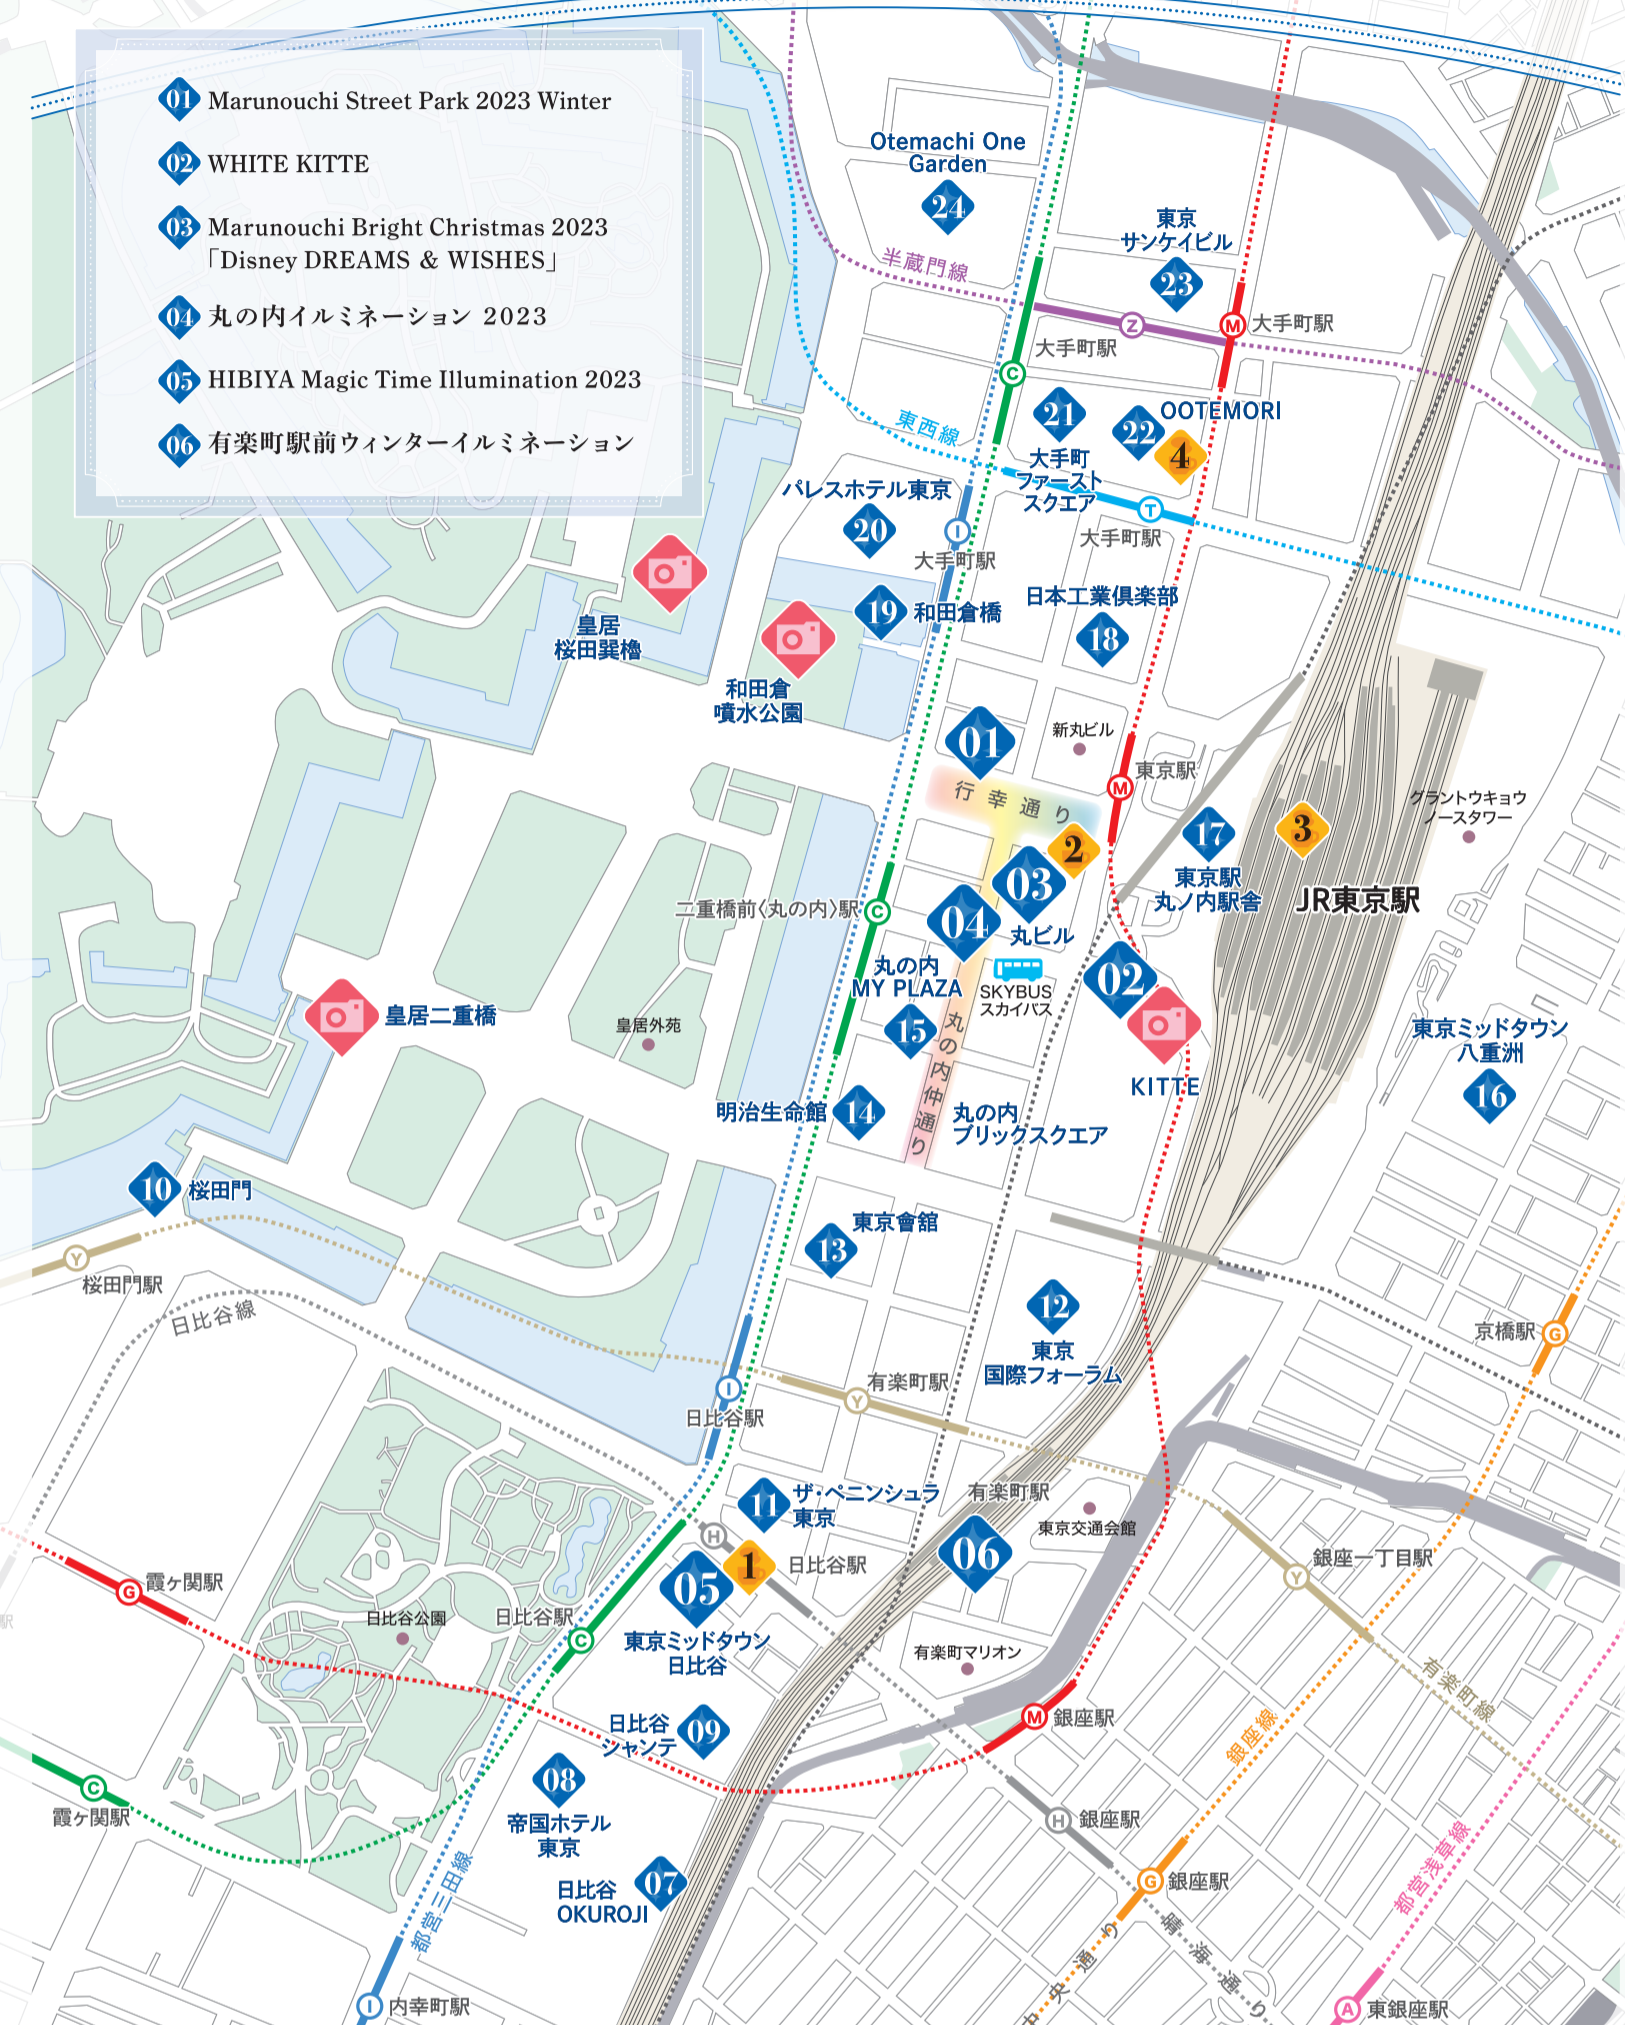 01 Marunouchi Street Park 2023 Winter
02 WHITE KITTE
03 Marunouchi Bright Christmas 2023
「Disney DREAMS & WISHES」
04 丸の内イルミネーション 2023
05 HIBIYA Magic Time Illumination 2023
06 有楽町駅前ウィンターイルミネーション
Otemachi One
Garden
24
東京
サンケイビル
23
半蔵門線
Z
M 大手町駅
大手町駅
C
21
大手町
ファースト
スクエア
OOTEMORI
22
4
東西線
T
大手町駅
パレスホテル東京
20
I
大手町駅
皇居
桜田巽櫓
19 和田倉橋
和田倉
噴水公園
日本工業倶楽部
18
01
新丸ビル
M 東京駅
行幸通り
2
03
丸ビル
04
17
東京駅
丸ノ内駅舎
3
JR東京駅
グラントウキョウ
ノースタワー
二重橋前〈丸の内〉駅 C
丸の内
MY PLAZA
15
SKYBUS
スカイバス
02
KITTE
丸の内仲通り
皇居二重橋
皇居外苑
東京ミッドタウン
八重洲
16
明治生命館 14
丸の内
ブリックスクエア
10 桜田門
Y
桜田門駅
日比谷線
東京會舘
13
12
東京
国際フォーラム
京橋駅 G
I
日比谷駅
有楽町駅
Y
11 ザ・ペニンシュラ
東京
H
1
日比谷駅
05
東京ミッドタウン
日比谷
有楽町駅
06
東京交通会館
銀座一丁目駅
Y
G 霞ヶ関駅
駅
日比谷公園
日比谷駅
C
有楽町マリオン
有楽町線
M 銀座駅
銀座線
日比谷
シャンテ
09
08
帝国ホテル
東京
C
霞ヶ関駅
H 銀座駅
都営浅草線
日比谷
OKUROJI
07
G 銀座駅
都営三田線
中央通り
晴海通り
I 内幸町駅
A 東銀座駅